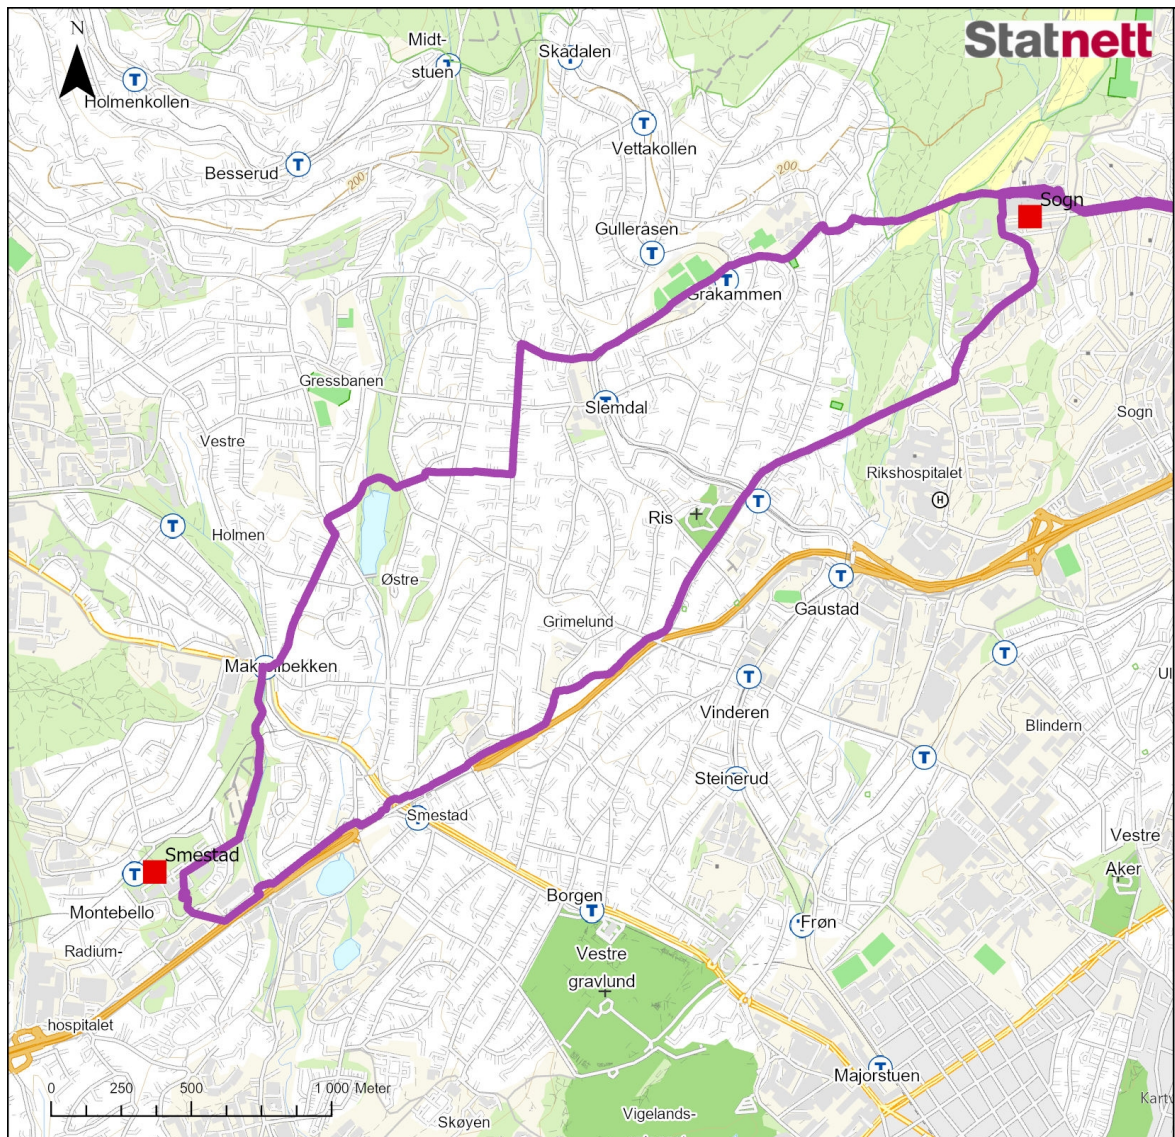 N
Statnett
Midt-
stuen
Skådalen
Holmenkollen
Vettakollen
Besserud
200
200
Sogn
Gulleråsen
Gråkammen
Gressbanen
Slemdal
Sogn
Vestre
Rikshospitalet
H
Ris
Holmen
Østre
Gaustad
Grimelund
Makrellbekken
Vinderen
Blindern
Steinerud
Smestad
Vestre
Aker
Smestad
Montebello
Borgen
Frøn
Radium-
hospitalet
Vestre
gravlund
Majorstuen
0 250 500 1 000 Meter
Skøyen
Vigelands-